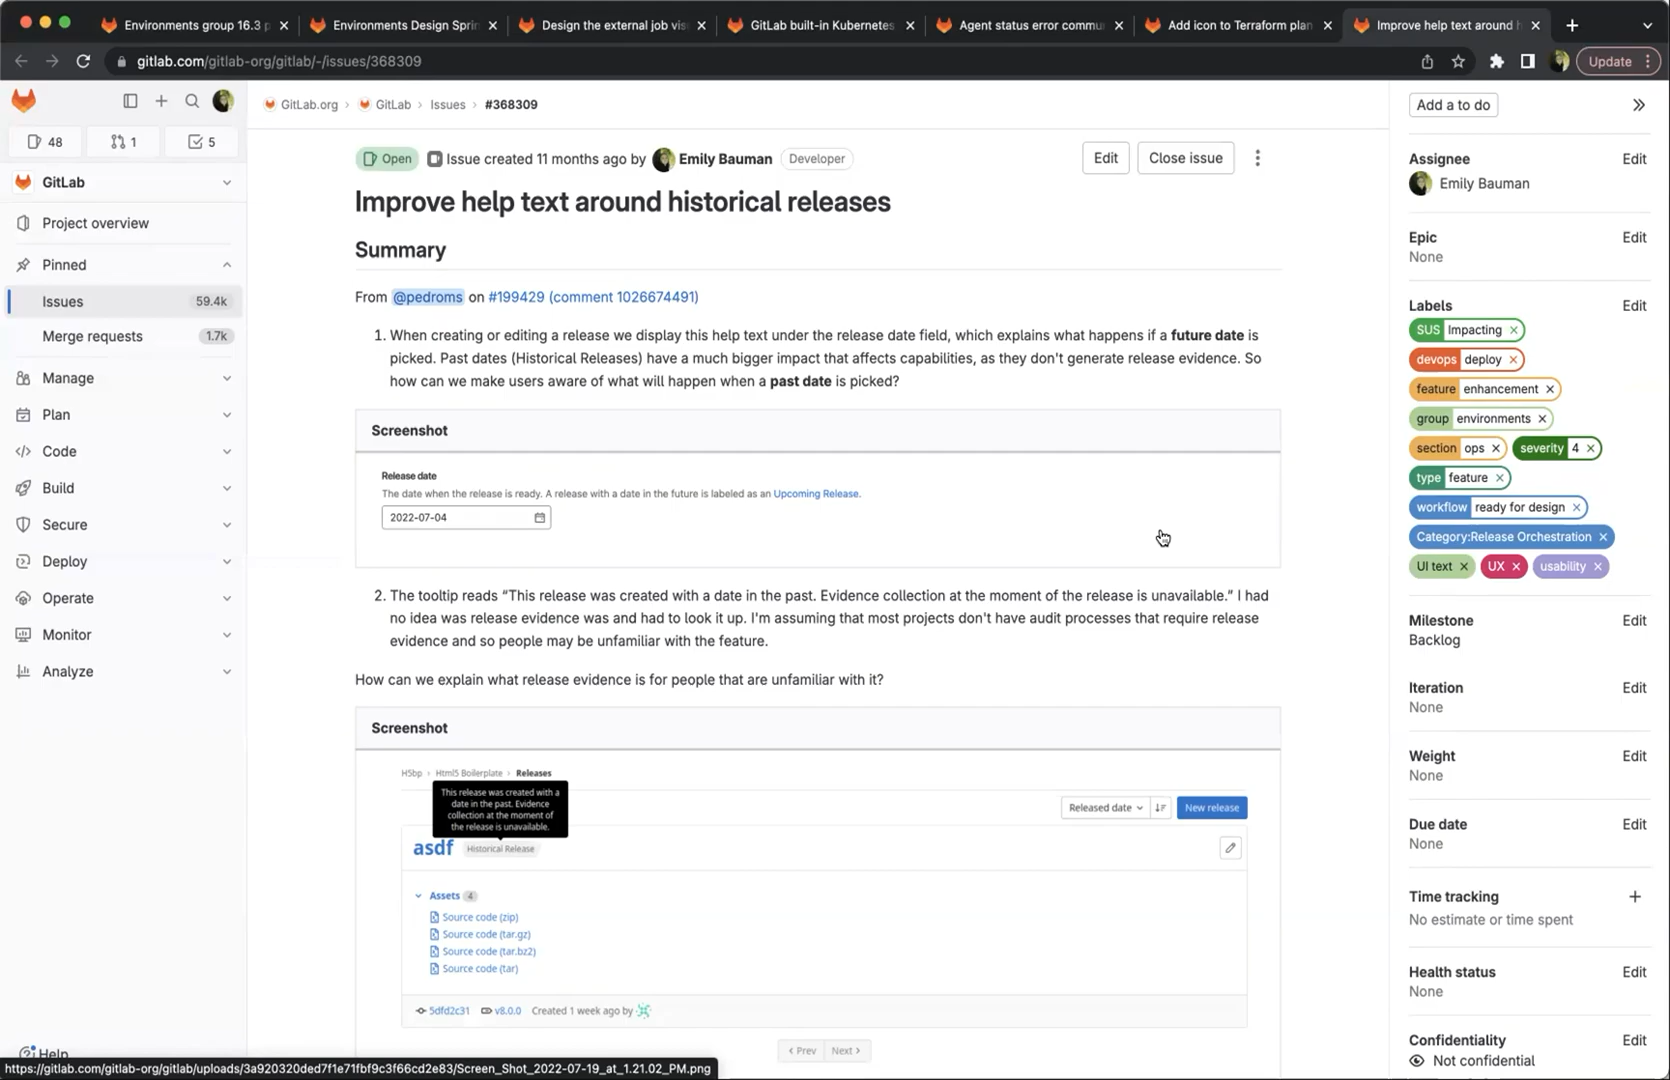 Environments group 16.3 p
Environments Design Sprin
Design the external job vis
GitLab built-in Kubernetes
Agent status error commu
Add icon to Terraform plan
Improve help text around h
gitlab.com/gitlab-org/gitlab/-/issues/368309
Update
48
1
5
GitLab
Project overview
Pinned
Issues 59.4k
Merge requests 1.7k
Manage
Plan
Code
Build
Secure
Deploy
Operate
Monitor
Analyze
Help
GitLab.org › GitLab › Issues › #368309
Open Issue created 11 months ago by Emily Bauman Developer
Edit Close issue
Improve help text around historical releases
Summary
From @pedroms on #199429 (comment 1026674491)
1. When creating or editing a release we display this help text under the release date field, which explains what happens if a future date is
picked. Past dates (Historical Releases) have a much bigger impact that affects capabilities, as they don't generate release evidence. So
how can we make users aware of what will happen when a past date is picked?
Screenshot
Release date
The date when the release is ready. A release with a date in the future is labeled as an Upcoming Release.
2022-07-04
2. The tooltip reads “This release was created with a date in the past. Evidence collection at the moment of the release is unavailable.” I had
no idea was release evidence was and had to look it up. I'm assuming that most projects don't have audit processes that require release
evidence and so people may be unfamiliar with the feature.
How can we explain what release evidence is for people that are unfamiliar with it?
Screenshot
H5bp › Html5 Boilerplate › Releases
This release was created with a
date in the past. Evidence
collection at the moment of
the release is unavailable.
Released date
New release
asdf Historical Release
Assets 4
Source code (zip)
Source code (tar.gz)
Source code (tar.bz2)
Source code (tar)
5dfd2c31 v8.0.0 Created 1 week ago by
‹ Prev Next ›
Add a to do
Assignee Edit
Emily Bauman
Epic Edit
None
Labels Edit
SUS Impacting ×
devops deploy ×
feature enhancement ×
group environments ×
section ops × severity 4 ×
type feature ×
workflow ready for design ×
Category:Release Orchestration ×
UI text × UX × usability ×
Milestone Edit
Backlog
Iteration Edit
None
Weight Edit
None
Due date Edit
None
Time tracking +
No estimate or time spent
Health status Edit
None
Confidentiality Edit
Not confidential
https://gitlab.com/gitlab-org/gitlab/uploads/3a920320ded7f1e71fbf9c3f66cd2e83/Screen_Shot_2022-07-19_at_1.21.02_PM.png